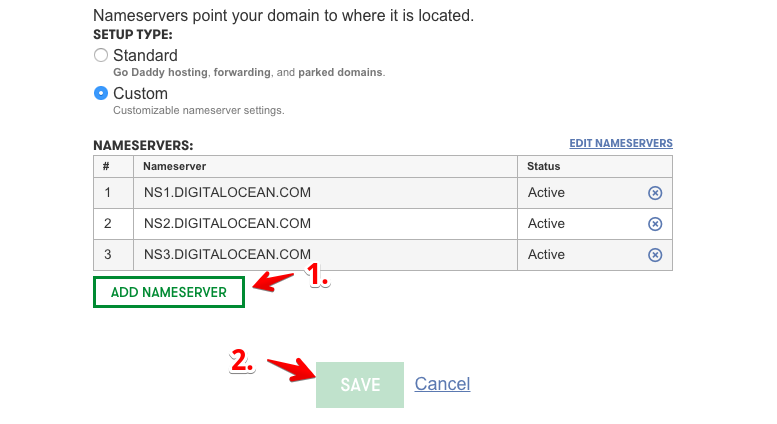 Nameservers point your domain to where it is located.
SETUP TYPE:
Standard
Go Daddy hosting, forwarding, and parked domains.
Custom
Customizable nameserver settings.
NAMESERVERS: EDIT NAMESERVERS
# Nameserver Status
1 NS1.DIGITALOCEAN.COM Active
2 NS2.DIGITALOCEAN.COM Active
3 NS3.DIGITALOCEAN.COM Active
1.
ADD NAMESERVER
2.
SAVE Cancel